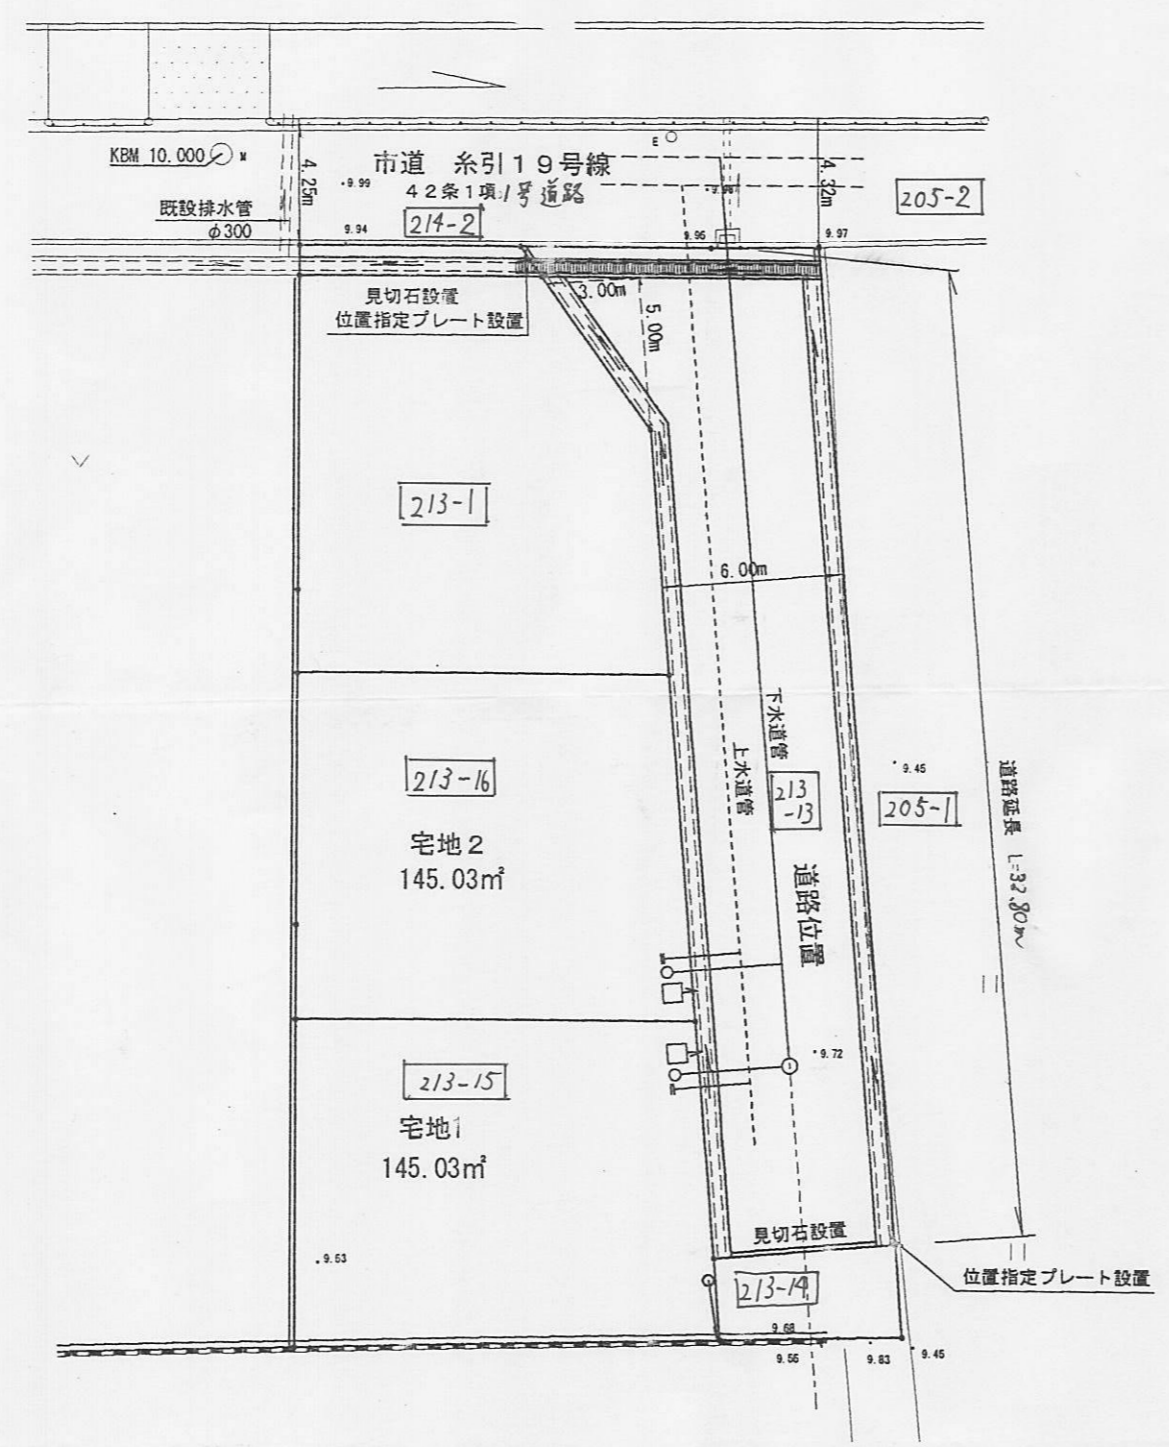 E
KBM 10.000
市道 糸引19号線
4.25m
4.32m
9.99
42条1項1号道路
205-2
既設排水管
φ300
9.94
214-2
9.95
9.97
見切石設置
位置指定プレート設置
3.00m
5.00m
213-1
6.00m
下水道管
上水道管
213-16
213
-13
9.45
205-1
道路延長 L=32.80m
宅地2
145.03㎡
道路位置
9.72
213-15
宅地1
145.03㎡
見切石設置
9.53
位置指定プレート設置
213-14
9.68
9.56
9.83
9.45